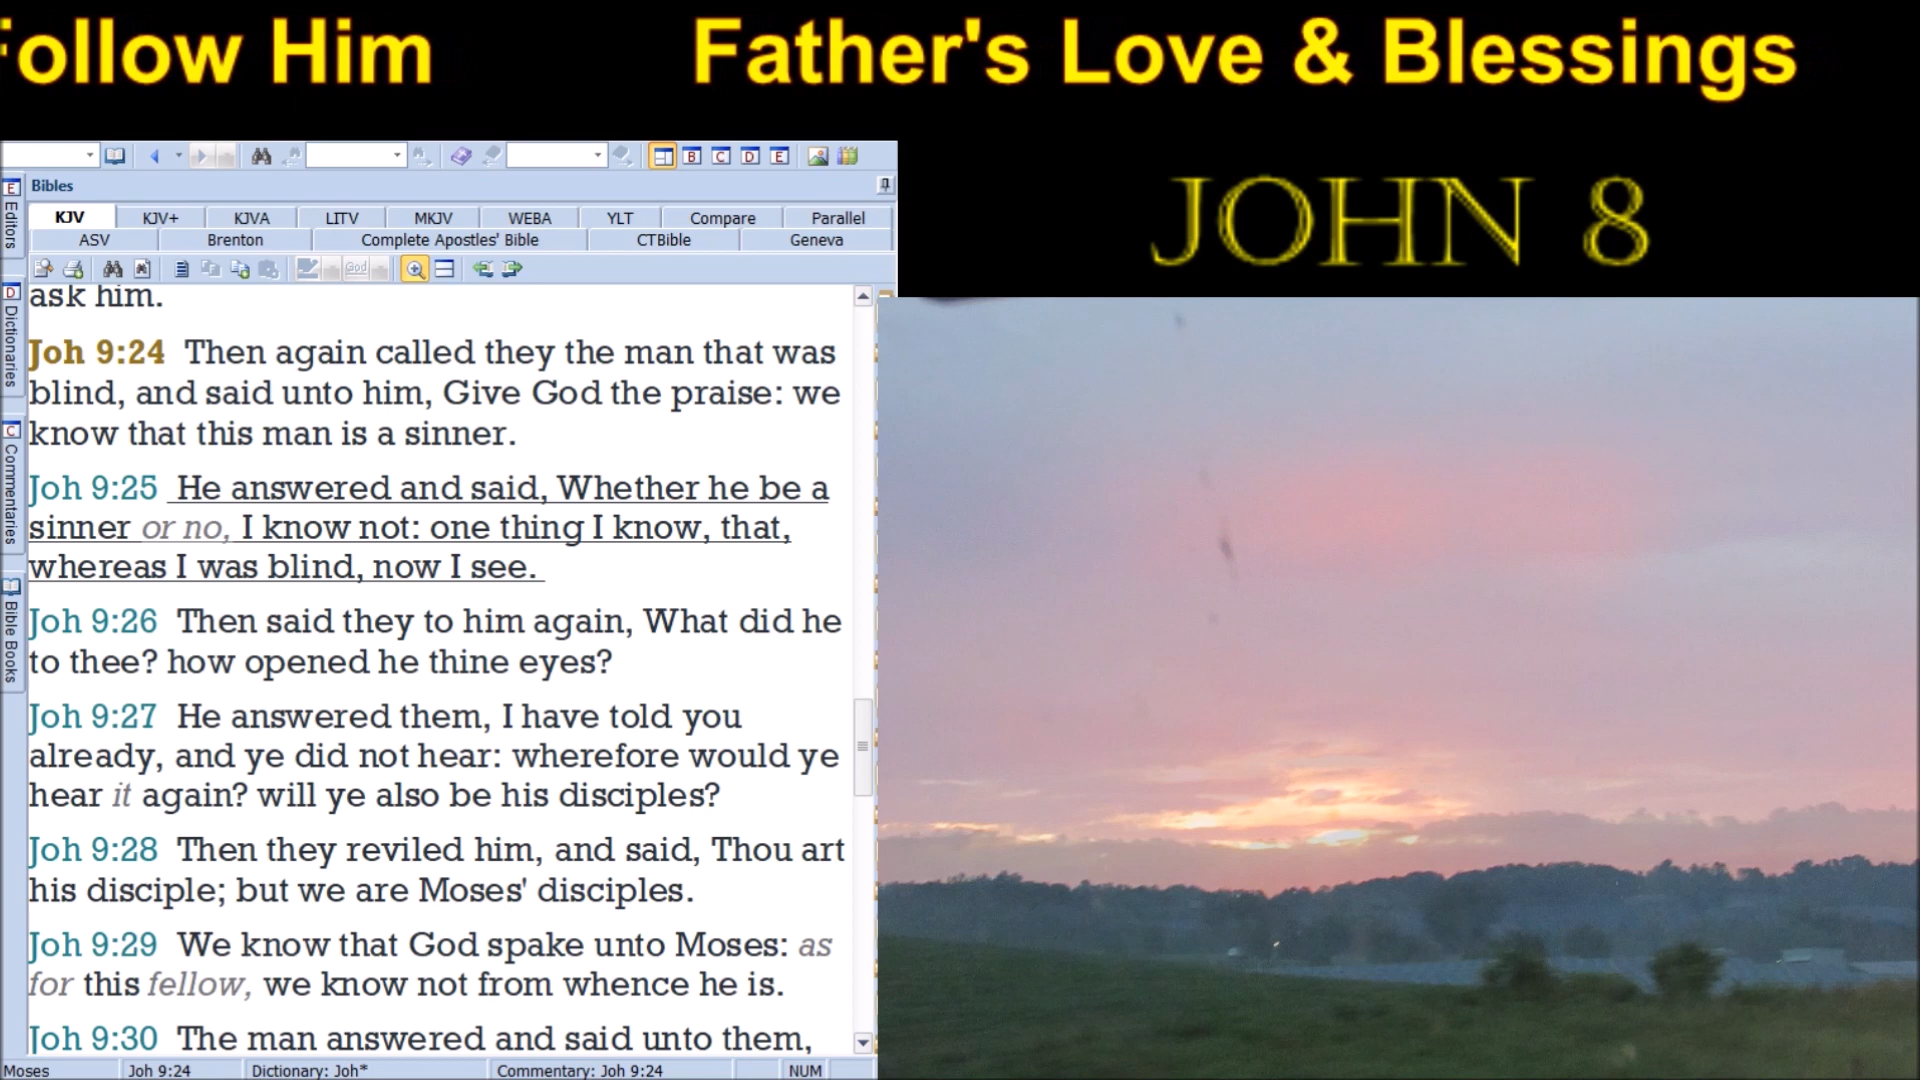 Follow Him Father's Love & Blessings
JOHN 8
B C D E
Bibles
KJV KJV+ KJVA LITV MKJV WEBA YLT Compare Parallel
ASV Brenton Complete Apostles' Bible CTBible Geneva
God
E Editors
D Dictionaries
C Commentaries
Bible Books
ask him.
Joh 9:24 Then again called they the man that was
blind, and said unto him, Give God the praise: we
know that this man is a sinner.
Joh 9:25 He answered and said, Whether he be a
sinner or no, I know not: one thing I know, that,
whereas I was blind, now I see.
Joh 9:26 Then said they to him again, What did he
to thee? how opened he thine eyes?
Joh 9:27 He answered them, I have told you
already, and ye did not hear: wherefore would ye
hear it again? will ye also be his disciples?
Joh 9:28 Then they reviled him, and said, Thou art
his disciple; but we are Moses' disciples.
Joh 9:29 We know that God spake unto Moses: as
for this fellow, we know not from whence he is.
Joh 9:30 The man answered and said unto them,
Moses Joh 9:24 Dictionary: Joh* Commentary: Joh 9:24 NUM